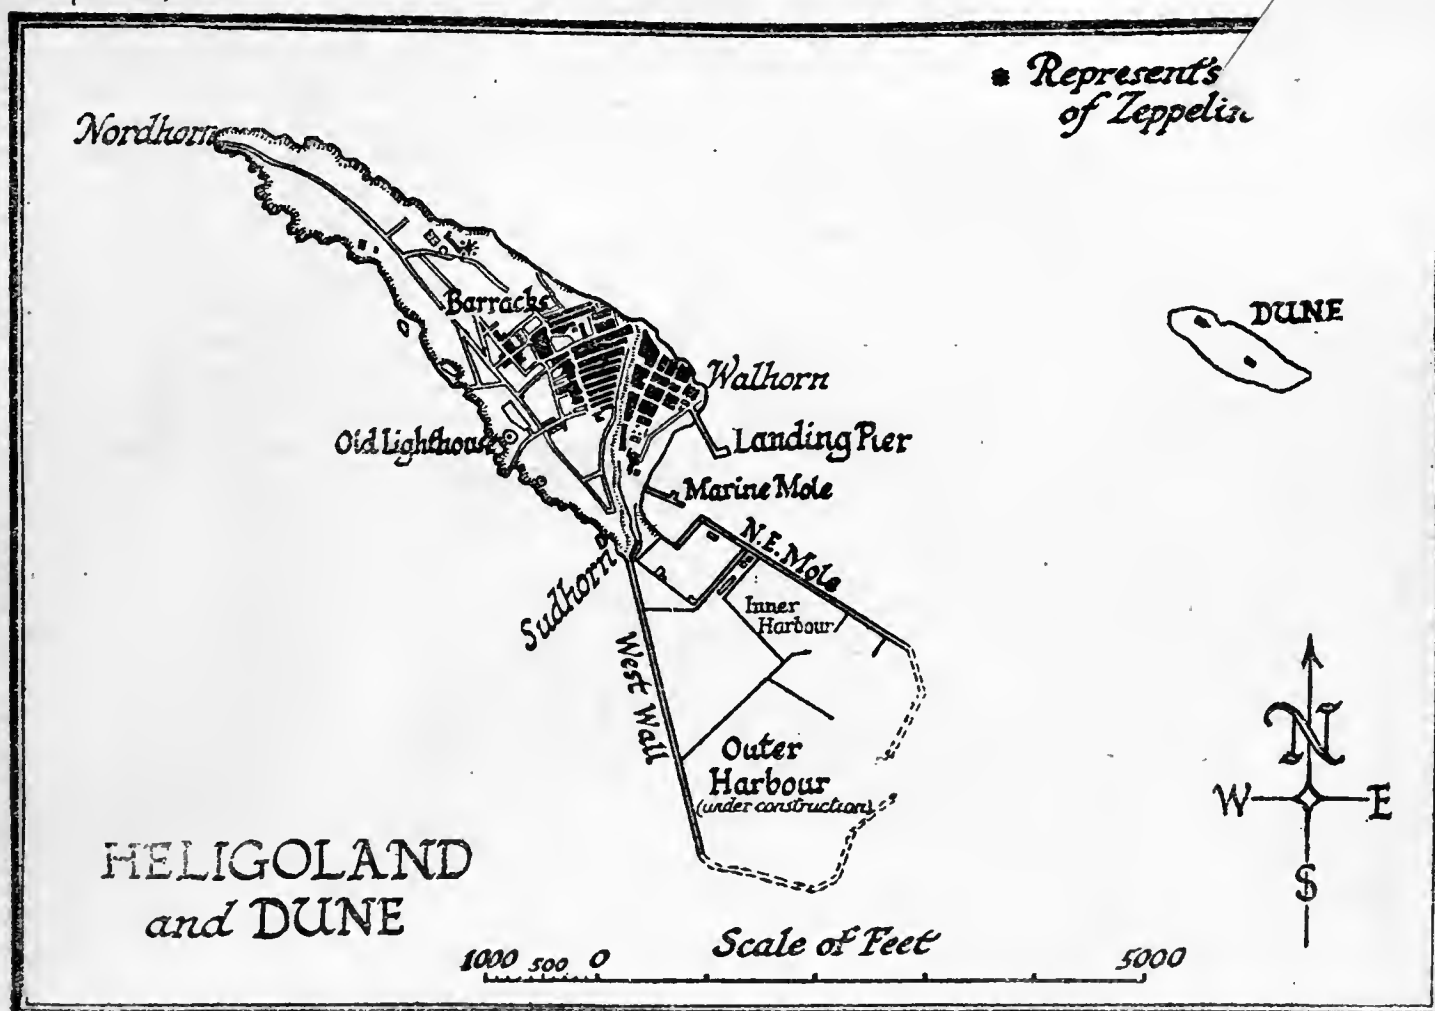 Represent's
of Zeppelin
Nordhorn
DUNE
Barracks
Walhorn
Old Lighthouse
Landing Pier
Marine Mole
N.E. Mole
Sudhorn
Inner
Harbour
West Wall
Outer
Harbour
(under construction)
N
W E
S
HELIGOLAND
and DUNE
Scale of Feet
1000 500 0 5000